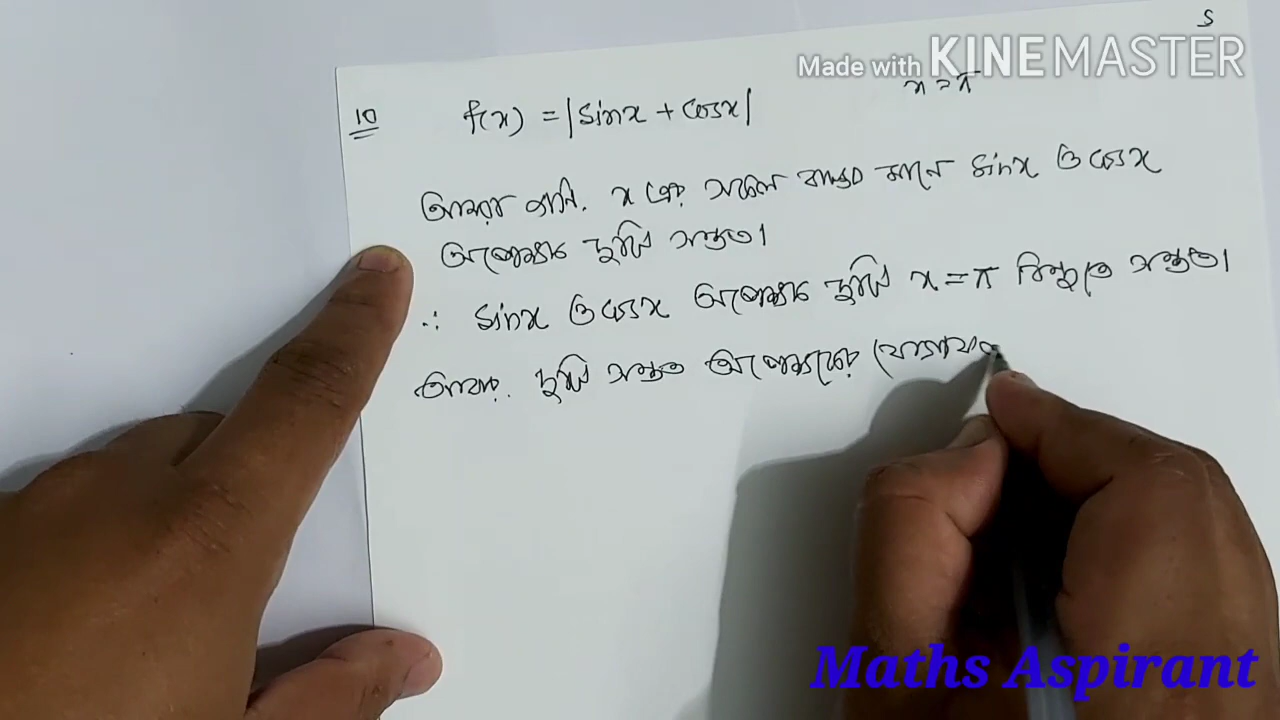 S
Made with KINEMASTER
x = π
10 f(x) = |sinx + cosx|
আমরা জানি, x এর সকল বাস্তব মানে sinx ও cosx
অপেক্ষক দুটি সন্তত।
∴ sinx ও cosx অপেক্ষক দুটি x = π বিন্দুতে সন্তত।
আবার, দুটি সন্তত অপেক্ষকের যোগফল
Maths Aspirant